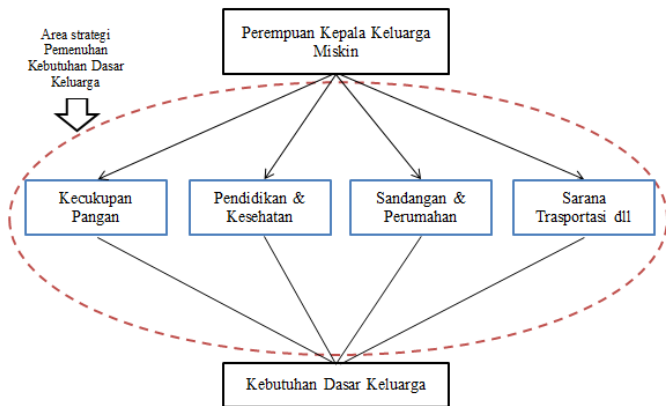 Area strategi
Pemenuhan
Kebutuhan Dasar
Keluarga
Perempuan Kepala Keluarga
Miskin
Kecukupan
Pangan
Pendidikan &
Kesehatan
Sandangan &
Perumahan
Sarana
Trasportasi dll
Kebutuhan Dasar Keluarga